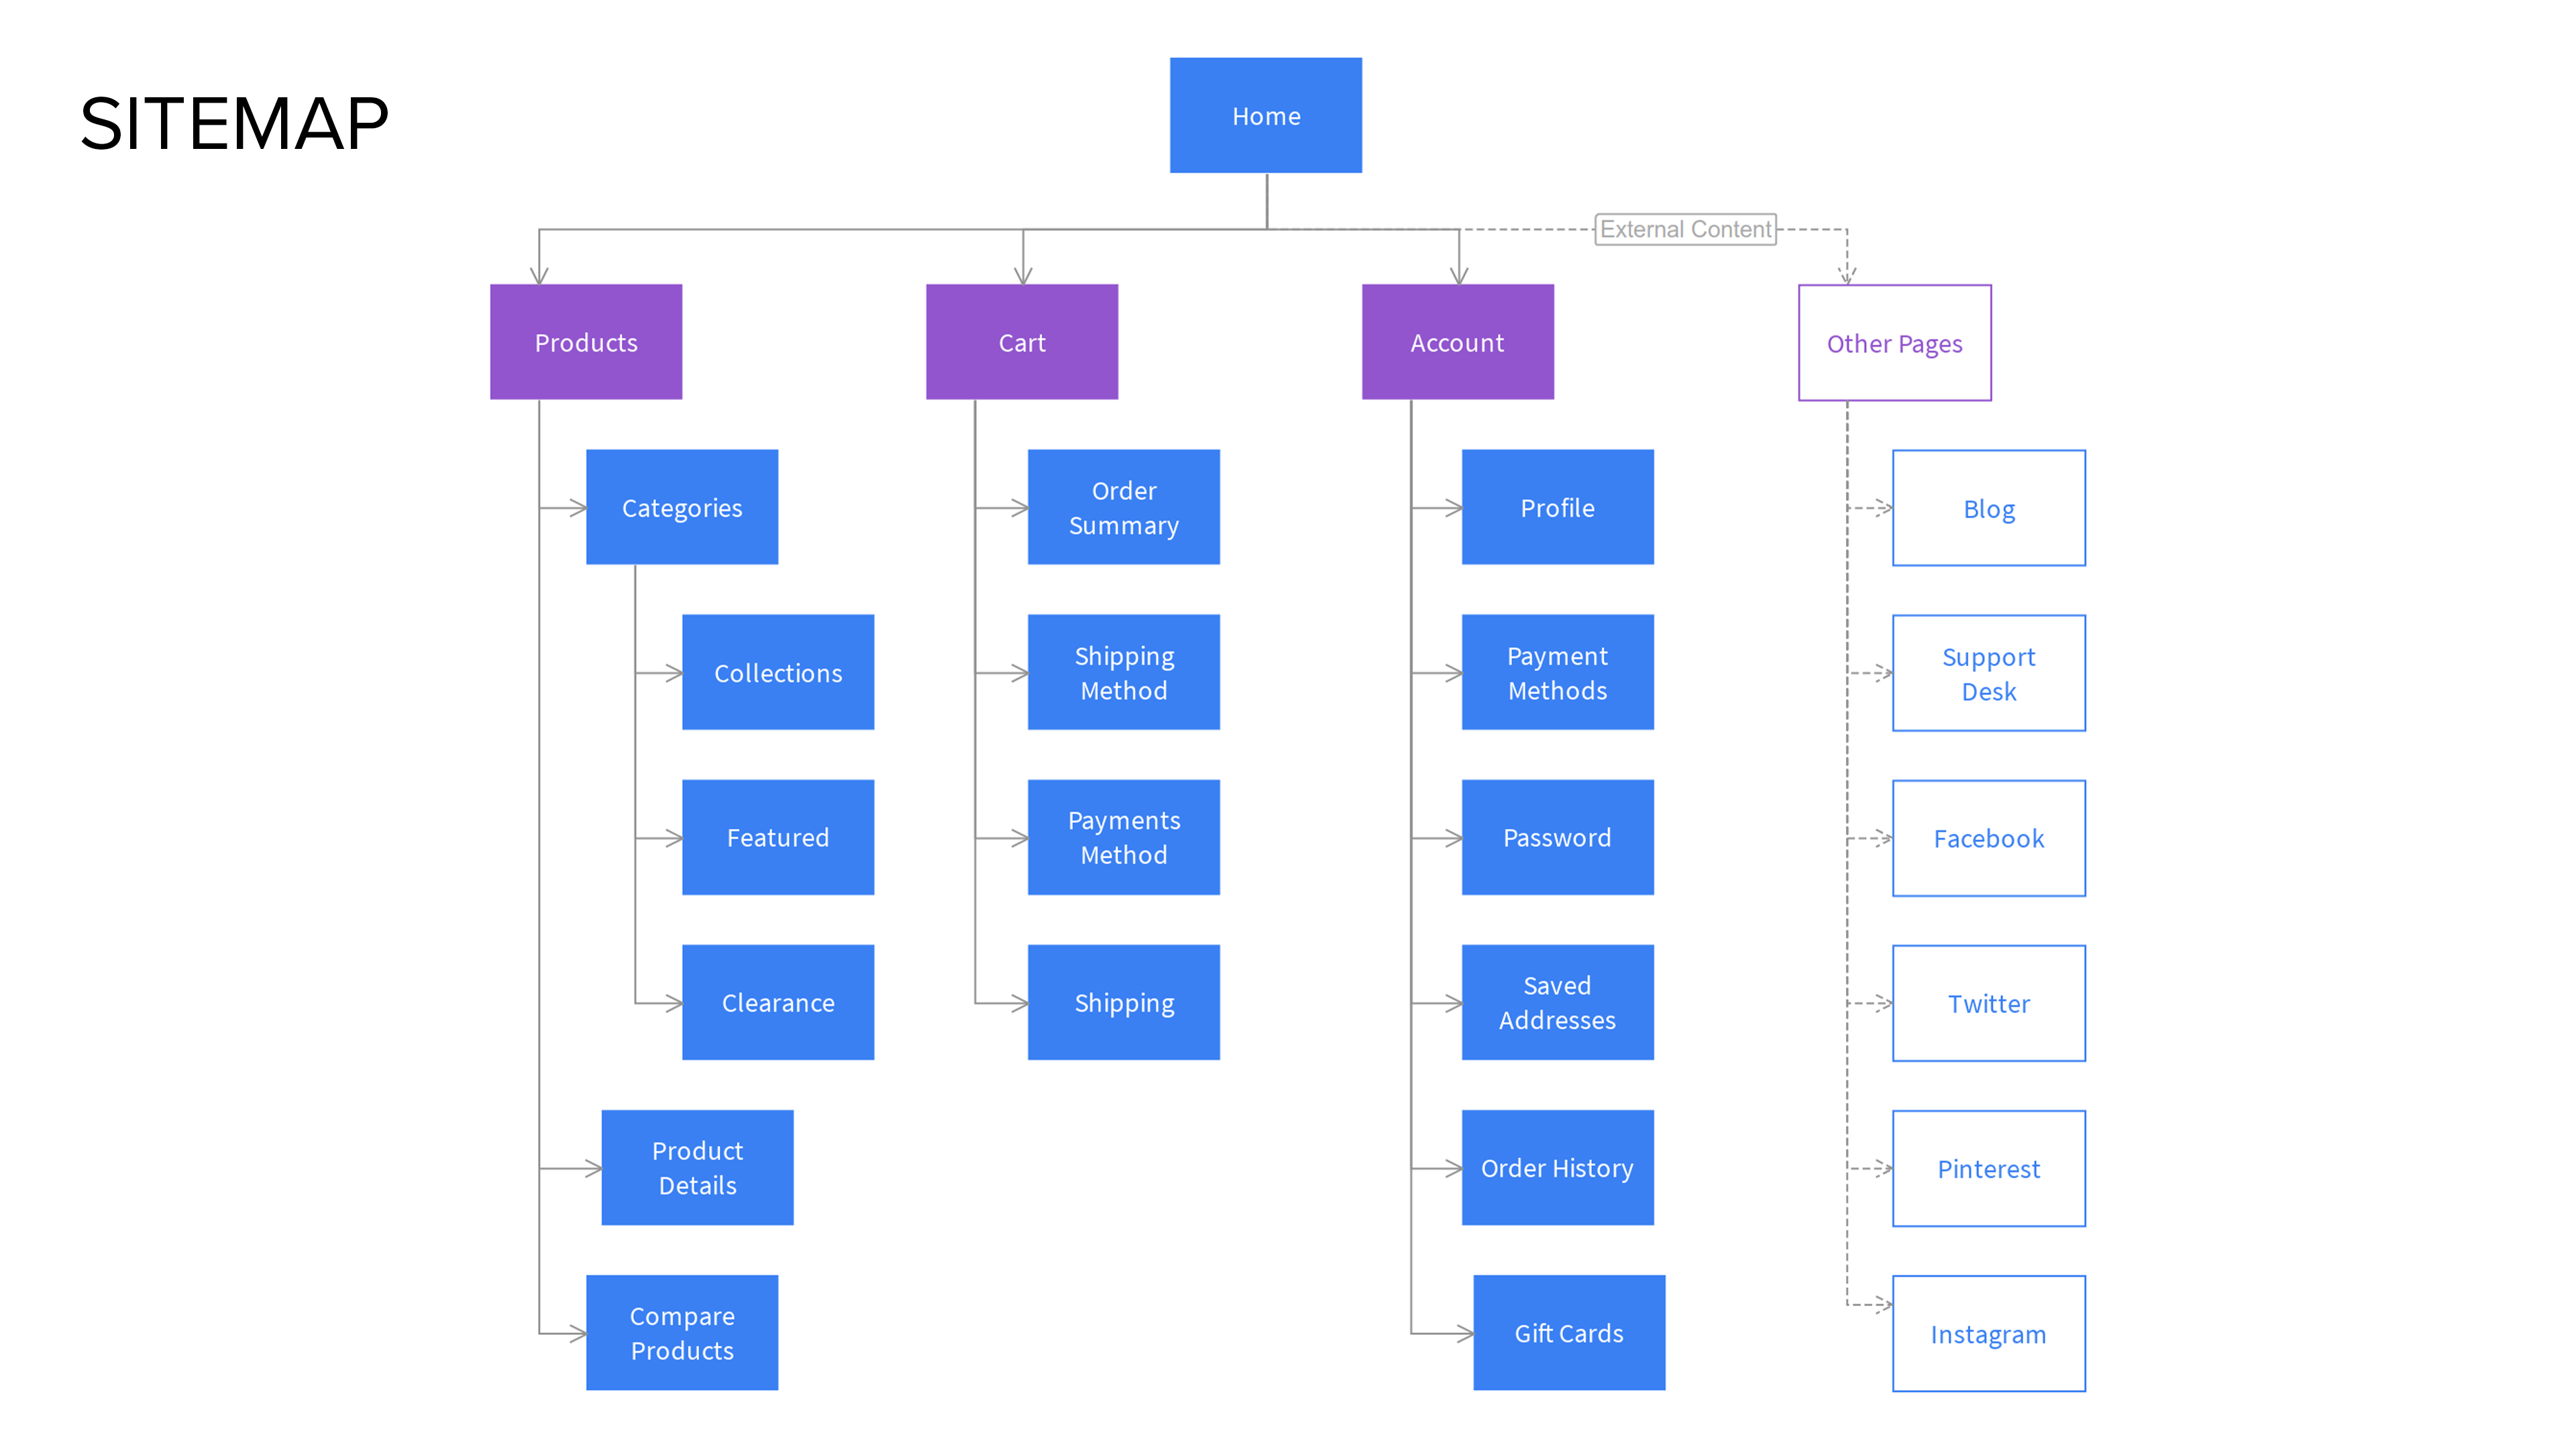 SITEMAP
Home
External Content
Products
Cart
Account
Other Pages
Categories
Collections
Featured
Clearance
Product
Details
Compare
Products
Order
Summary
Shipping
Method
Payments
Method
Shipping
Profile
Payment
Methods
Password
Saved
Addresses
Order History
Gift Cards
Blog
Support
Desk
Facebook
Twitter
Pinterest
Instagram